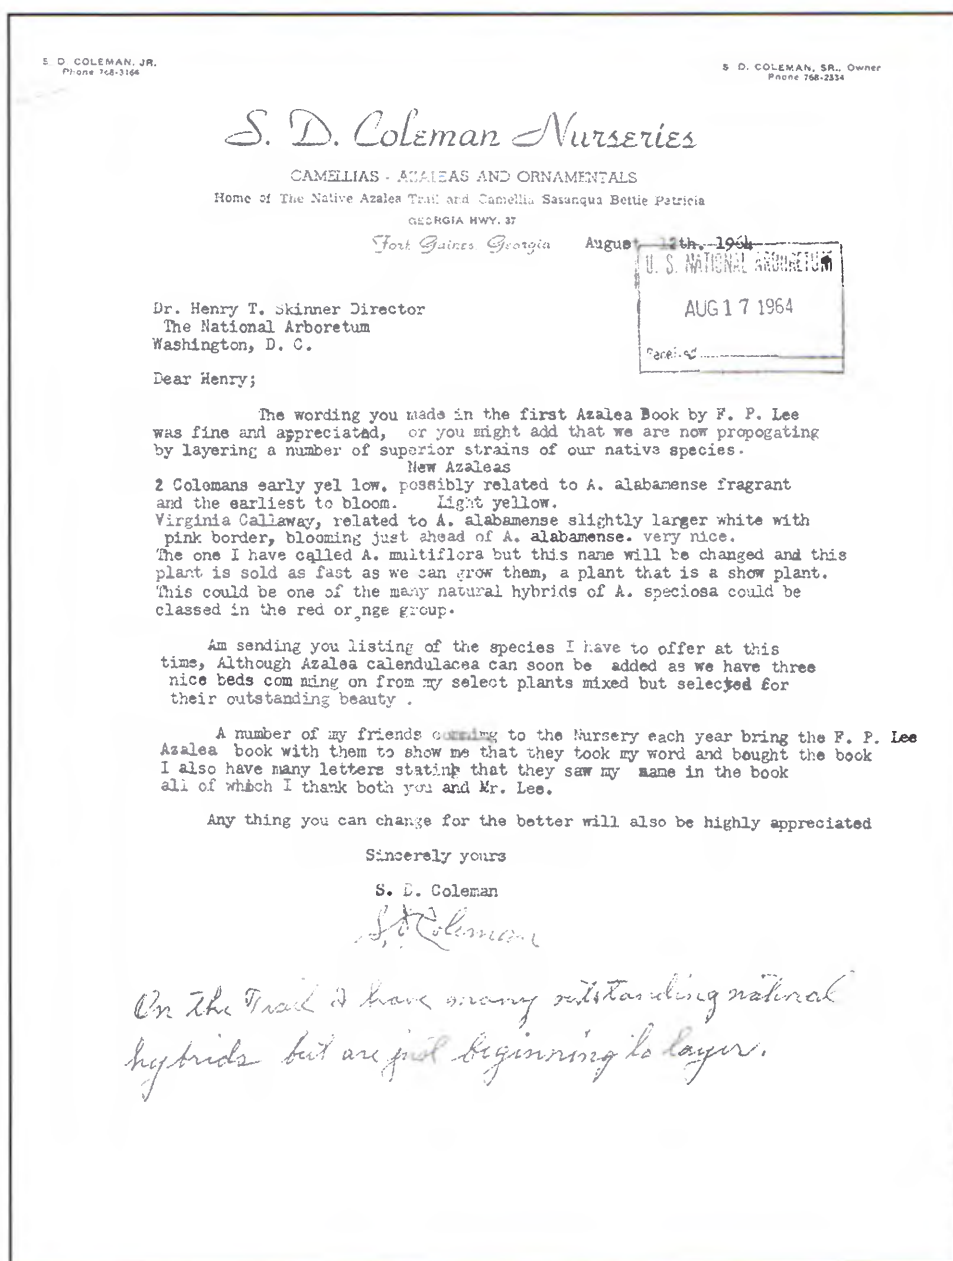 S. D. COLEMAN, JR.
Phone 768-3164
S. D. COLEMAN, SR., Owner
Phone 768-2334
S. D. Coleman Nurseries
CAMELLIAS - AZALEAS AND ORNAMENTALS
Home of The Native Azalea Trail and Camellia Sasanqua Bettie Patricia
GEORGIA HWY. 37
Fort Gaines Georgia
August 12th. 1964
U. S. NATIONAL ARBORETUM
AUG 17 1964
Received
Dr. Henry T. Skinner Director
The National Arboretum
Washington, D. C.
Dear Henry;
The wording you made in the first Azalea Book by F. P. Lee
was fine and appreciated, or you might add that we are now propogating
by layering a number of superior strains of our native species.
New Azaleas
2 Colemans early yel low, possibly related to A. alabamense fragrant
and the earliest to bloom. Light yellow.
Virginia Callaway, related to A. alabamense slightly larger white with
pink border, blooming just ahead of A. alabamense. very nice.
The one I have called A. multiflora but this name will be changed and this
plant is sold as fast as we can grow them, a plant that is a show plant.
This could be one of the many natural hybrids of A. speciosa could be
classed in the red orange group.
Am sending you listing of the species I have to offer at this
time, Although Azalea calendulacea can soon be added as we have three
nice beds com ming on from my select plants mixed but selected for
their outstanding beauty .
A number of my friends comming to the Nursery each year bring the F. P. Lee
Azalea book with them to show me that they took my word and bought the book
I also have many letters stating that they saw my name in the book
all of which I thank both you and Mr. Lee.
Any thing you can change for the better will also be highly appreciated
Sincerely yours
S. D. Coleman
S. D. Coleman
On the Trail I have many outstanding natural
hybrids but are just beginning to layer.